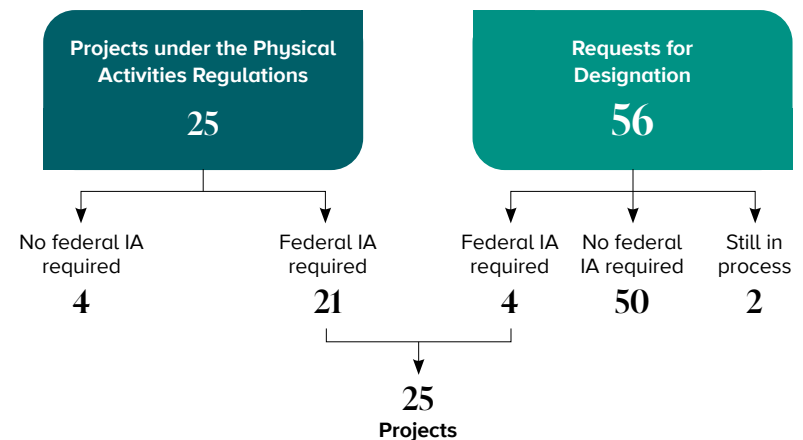 Projects under the Physical
Activities Regulations
25
Requests for
Designation
56
No federal IA
required
4
Federal IA
required
21
Federal IA
required
4
No federal
IA required
50
Still in
process
2
25
Projects